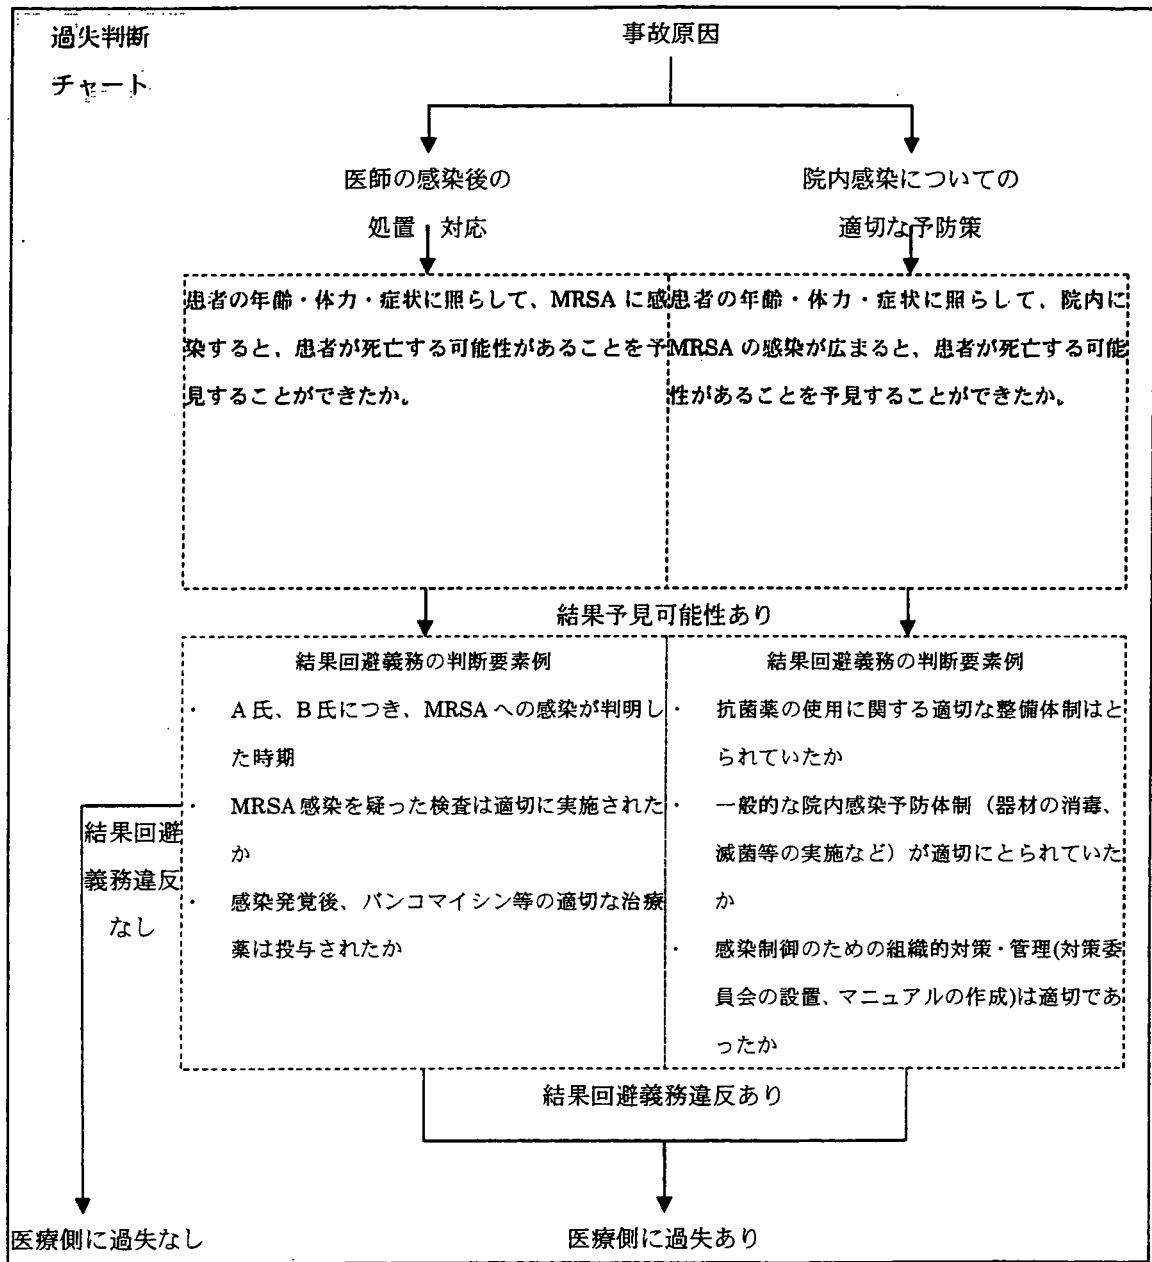 過失判断
チャート
事故原因
医師の感染後の
処置・対応
院内感染についての
適切な予防策
患者の年齢・体力・症状に照らして、MRSA に感
染すると、患者が死亡する可能性があることを予
見することができたか。
患者の年齢・体力・症状に照らして、院内に
MRSA の感染が広まると、患者が死亡する可能
性があることを予見することができたか。
結果予見可能性あり
結果回避義務の判断要素例
・ A 氏、B 氏につき、MRSA への感染が判明し
た時期
・ MRSA 感染を疑った検査は適切に実施された
か
・ 感染発覚後、バンコマイシン等の適切な治療
薬は投与されたか
結果回避義務の判断要素例
・ 抗菌薬の使用に関する適切な整備体制はと
られていたか
・ 一般的な院内感染予防体制（器材の消毒、
滅菌等の実施など）が適切にとられていた
か
・ 感染制御のための組織的対策・管理(対策委
員会の設置、マニュアルの作成)は適切であ
ったか
結果回避
義務違反
なし
結果回避義務違反あり
医療側に過失なし
医療側に過失あり